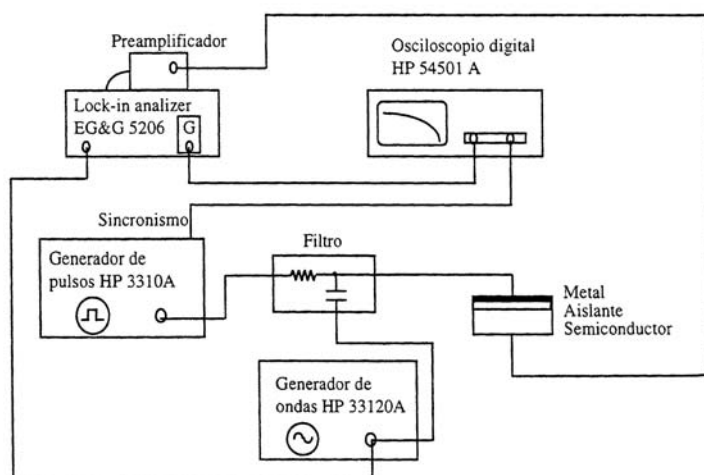 Preamplificador
Osciloscopio digital
HP 54501 A
Lock-in analizer
EG&G 5206
G
Sincronismo
Generador de
pulsos HP 3310A
Filtro
Metal
Aislante
Semiconductor
Generador de
ondas HP 33120A